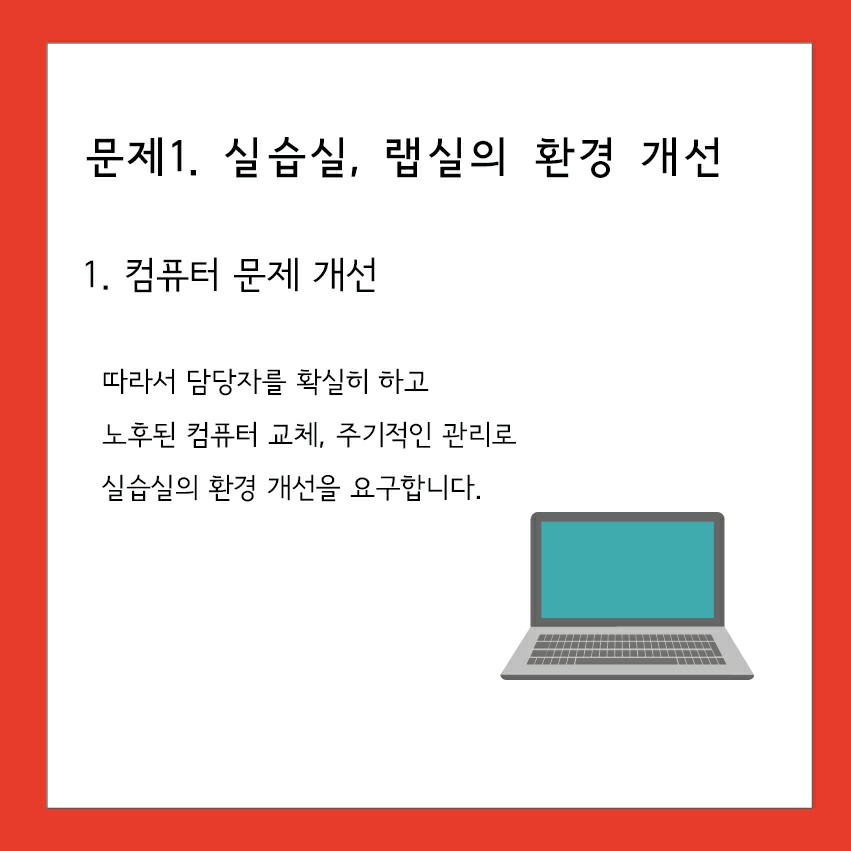 문제1. 실습실, 랩실의 환경 개선
1. 컴퓨터 문제 개선
따라서 담당자를 확실히 하고
노후된 컴퓨터 교체, 주기적인 관리로
실습실의 환경 개선을 요구합니다.